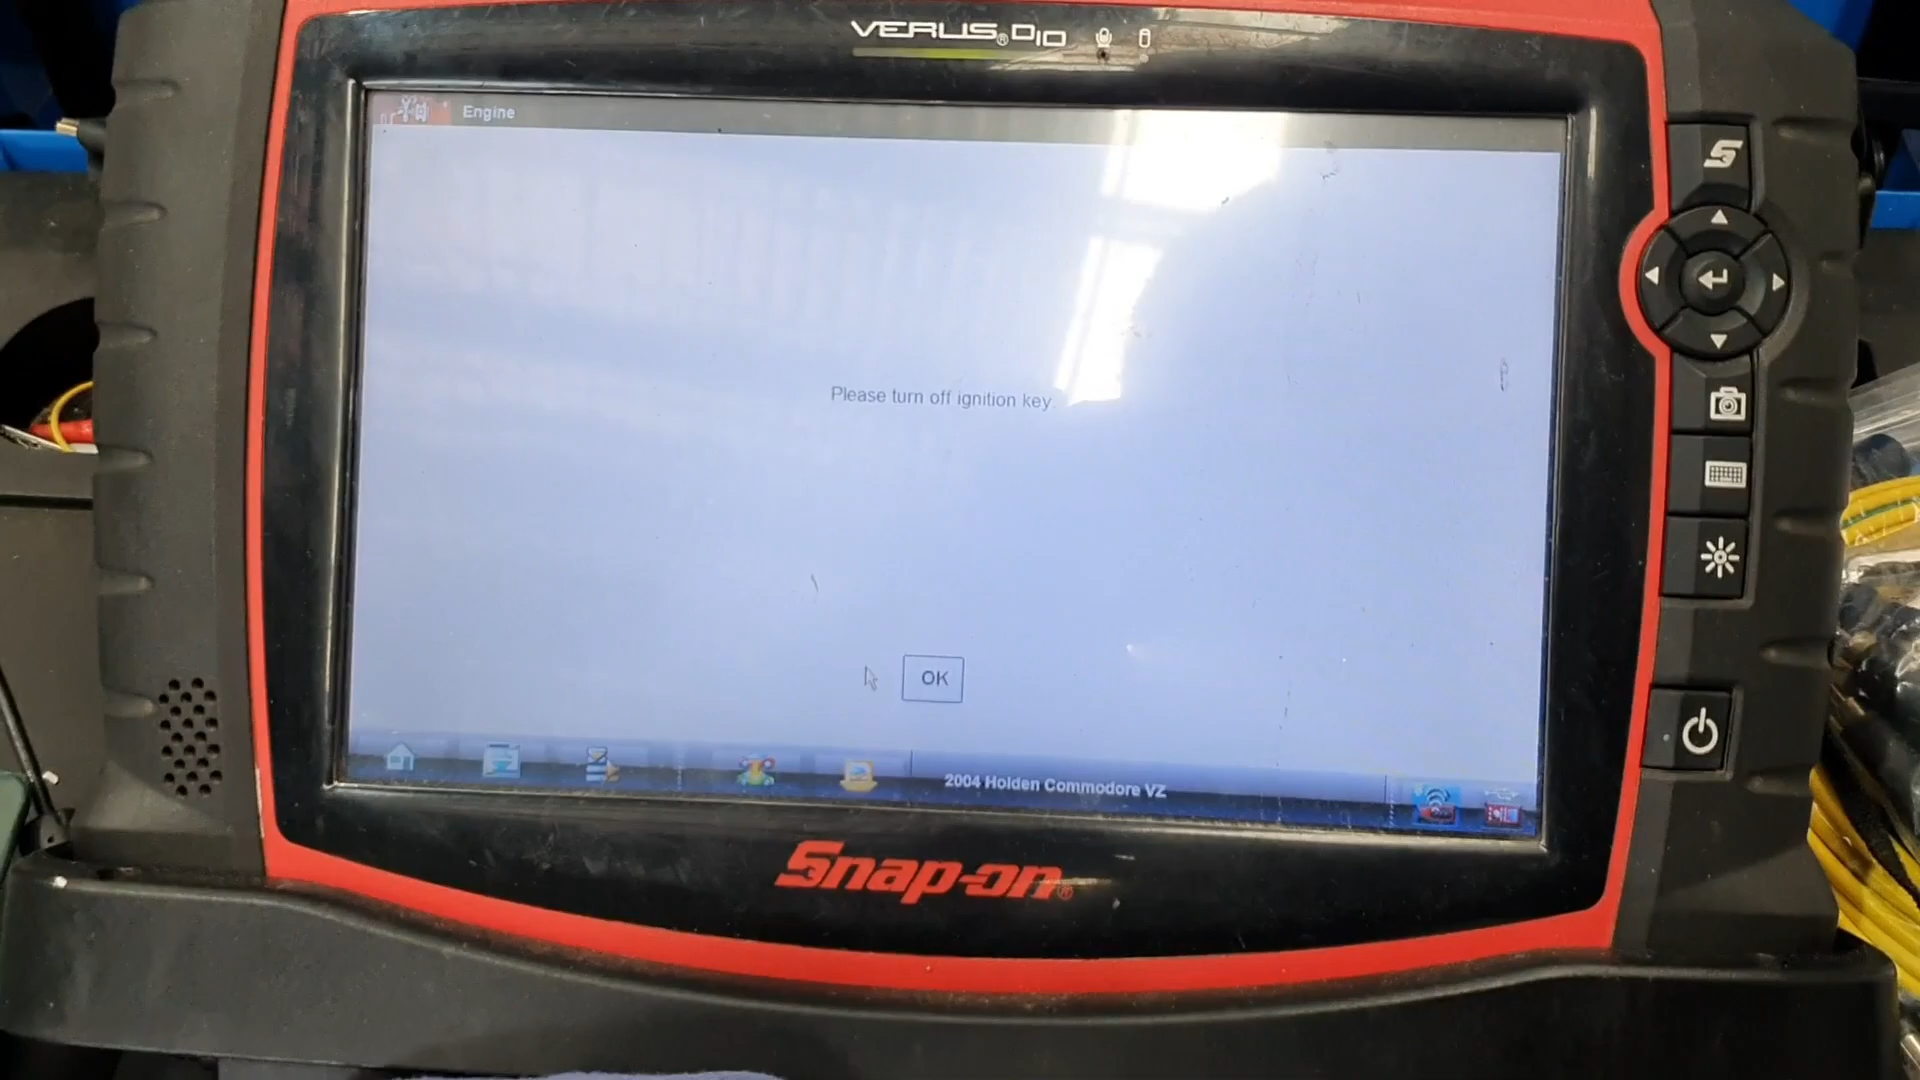 VERUS® D10
Engine
Please turn off ignition key.
OK
2004 Holden Commodore VZ
Snap-on®